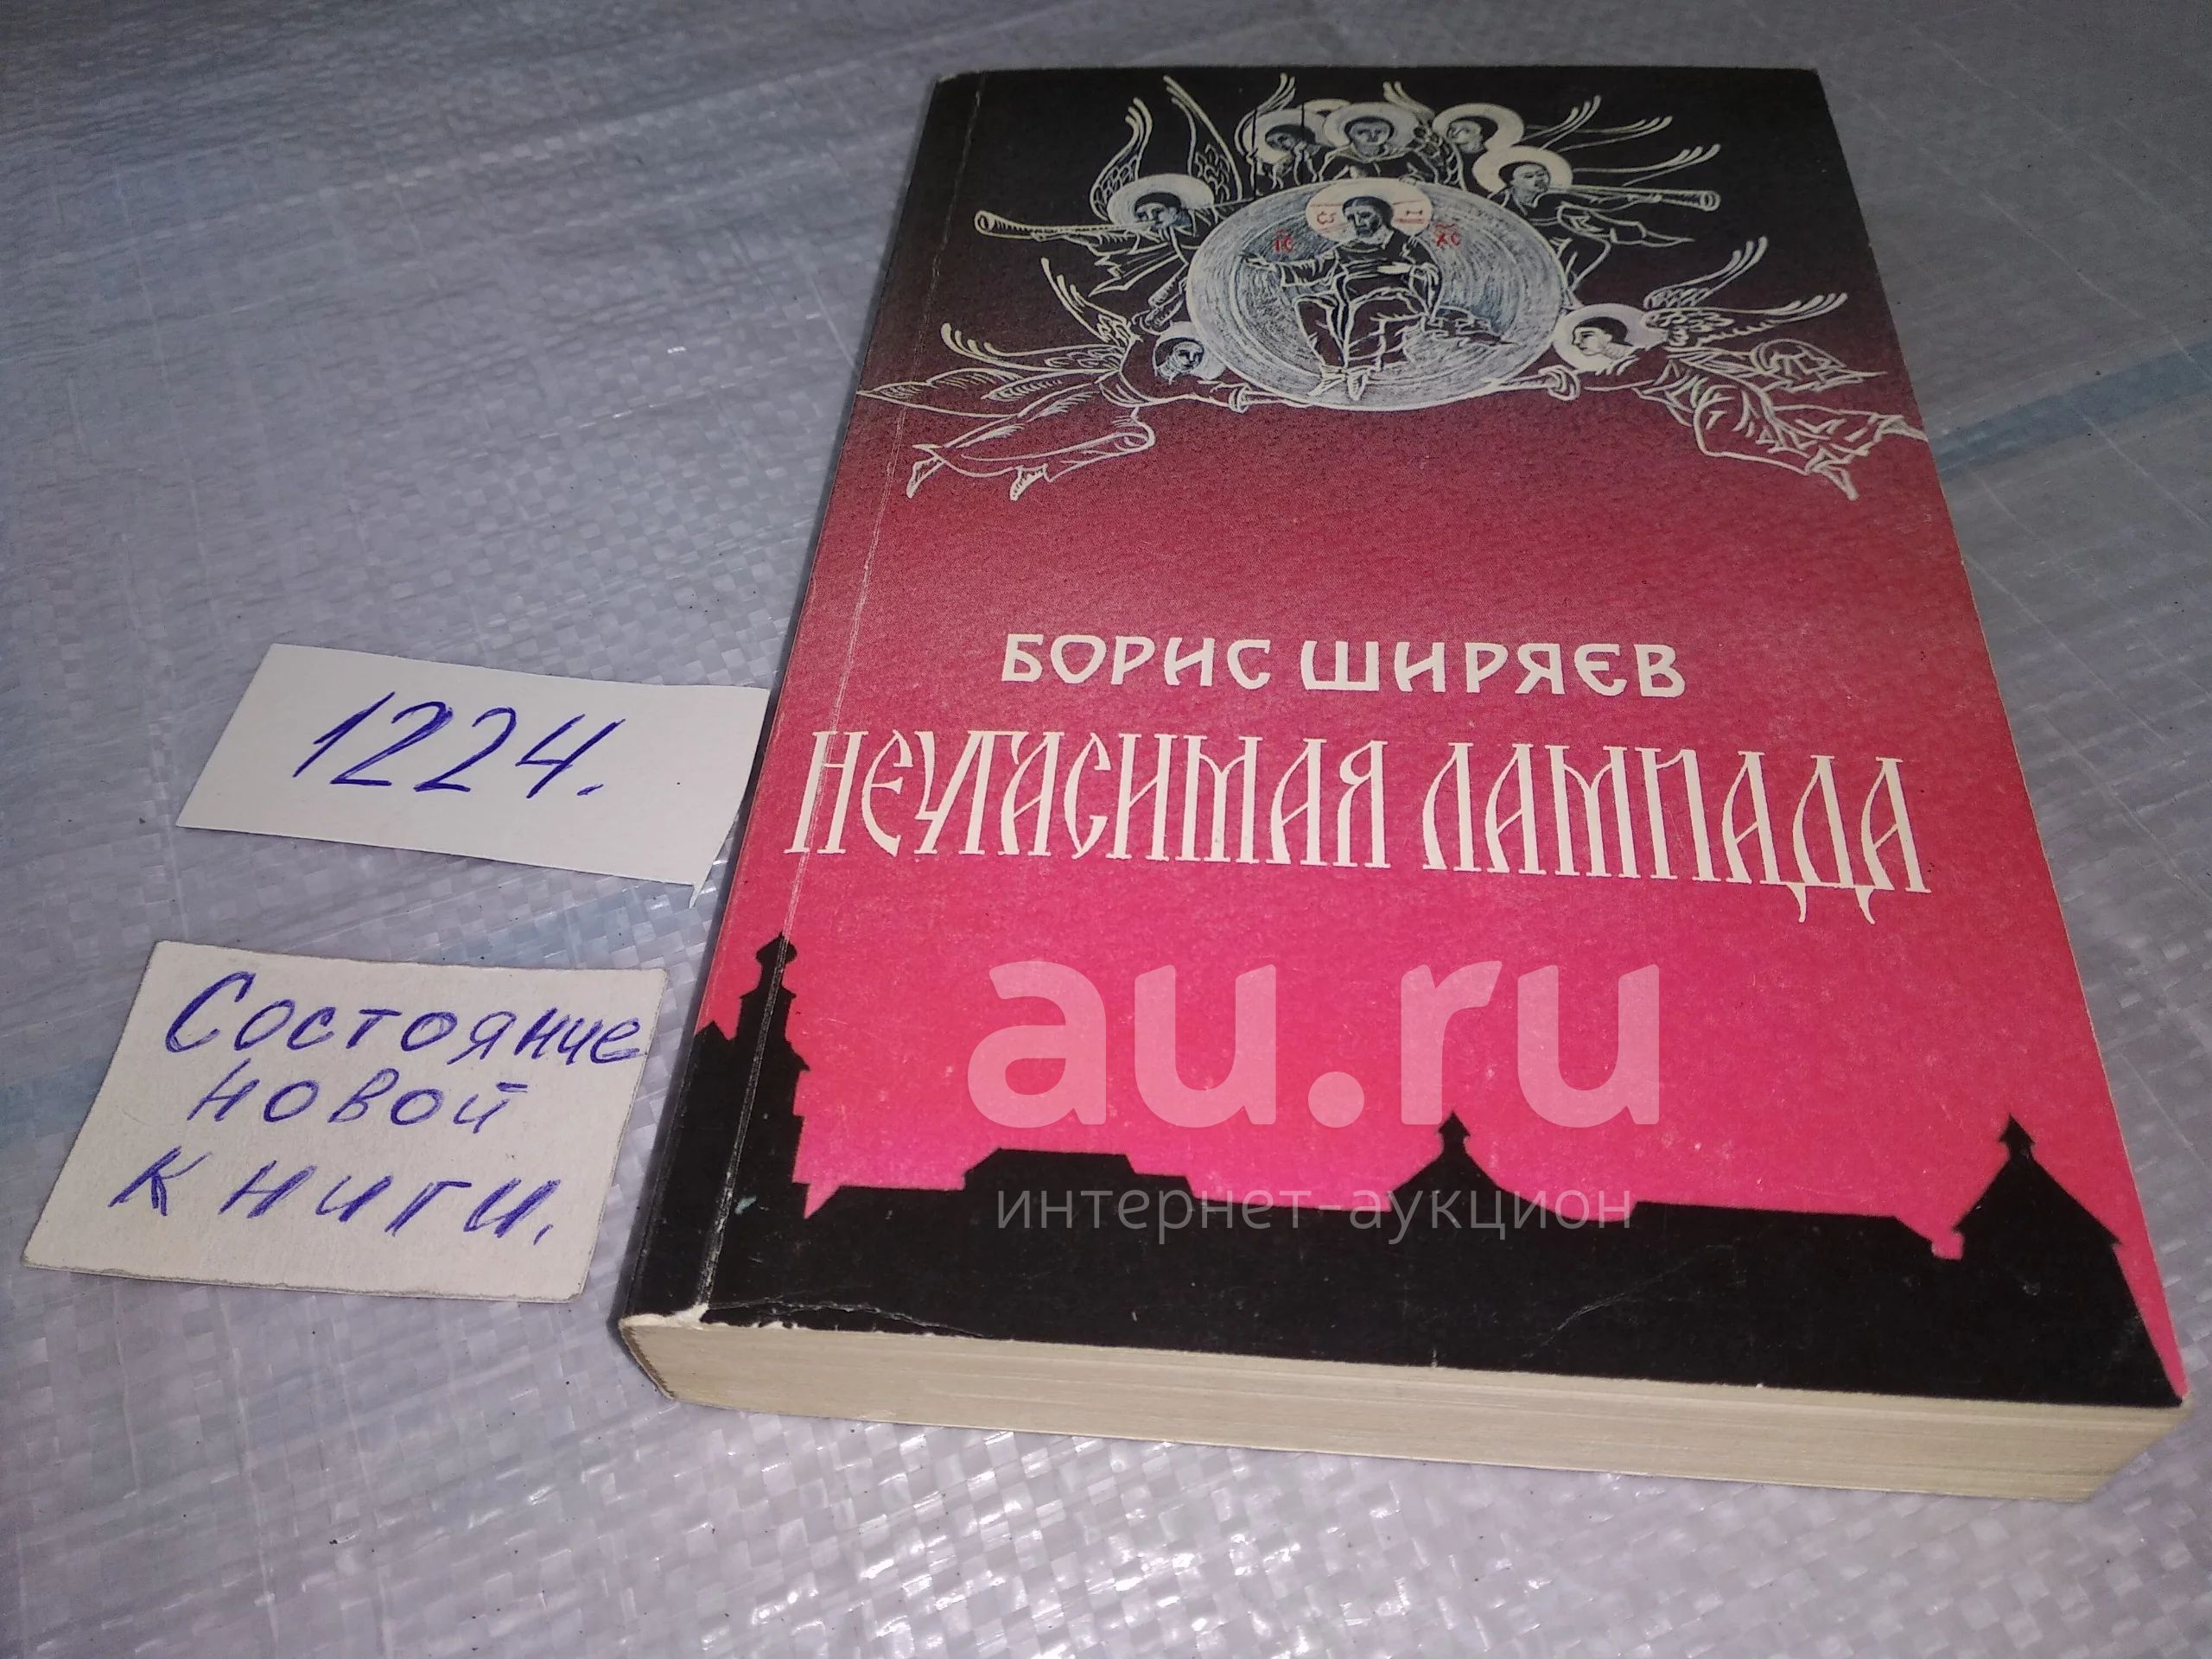 БОРИС ШИРЯЕВ
НЕУГАСИМАЯ ЛАМПАДА
1224.
Состояние
новой
книги.
au.ru
интернет-аукцион